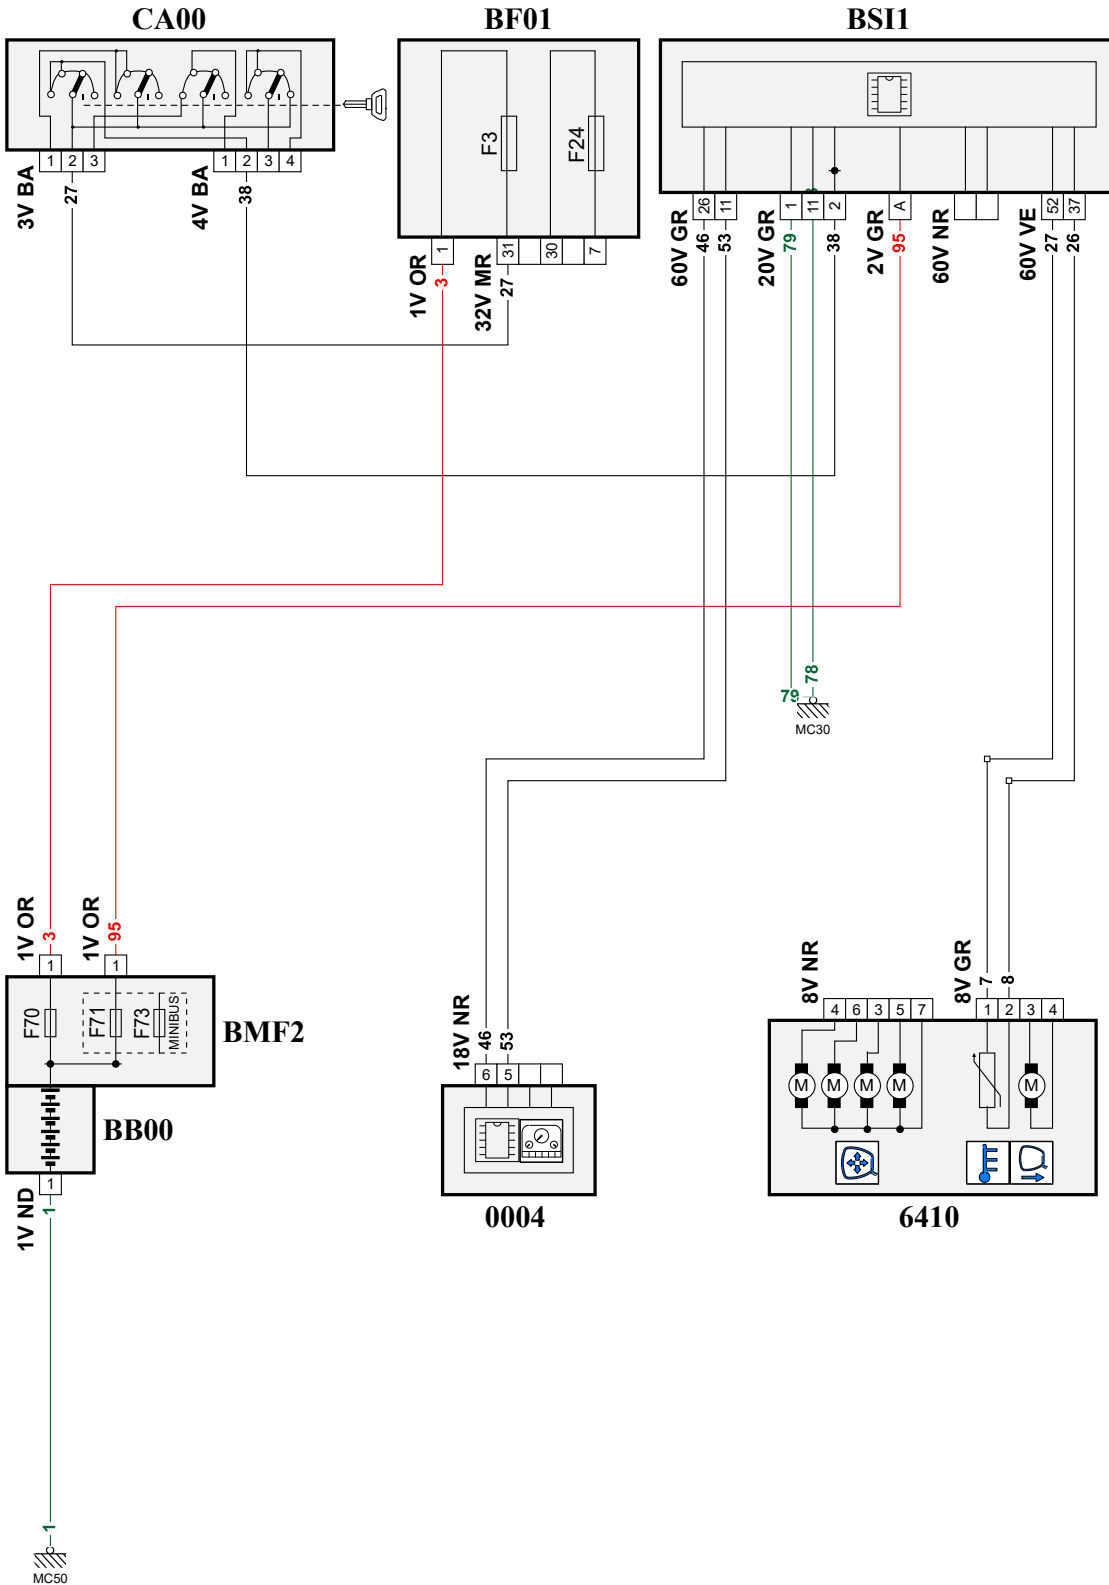 CA00 BF01 BSI1
F3 F24
1 2 3 1 2 3 4
3V BA 27 4V BA 38
1 31 30 7
1V OR 3 32V MR 27
26 11 1 11 2 A 52 37
60V GR 46 53 20V GR 79 38 2V GR 95 60V NR 60V VE 27 26
79 78
MC30
1V OR 3 1V OR 95
1 1
F70 F71 F73 MINIBUS
BMF2
BB00
1
1V ND 1
1
MC50
18V NR 46 53
6 5
0004
8V NR 8V GR 7 8
4 6 3 5 7 1 2 3 4
M M M M M
6410